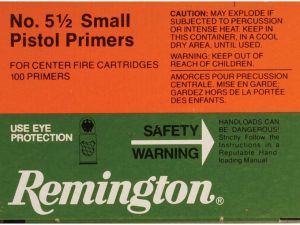 No. 5½ Small
Pistol Primers
FOR CENTER FIRE CARTRIDGES
100 PRIMERS
CAUTION: MAY EXPLODE IF
SUBJECTED TO PERCUSSION
OR INTENSE HEAT. KEEP IN
THIS CONTAINER, IN A COOL
DRY AREA, UNTIL USED.
WARNING: KEEP OUT OF
REACH OF CHILDREN.
AMORCES POUR PRECUSSION
CENTRALE. MISE EN GARDE;
GARDEZ HORS DE LA PORTÉE
DES ENFANTS.
USE EYE
PROTECTION
SAFETY
WARNING
HANDLOADS CAN
BE DANGEROUS!
Strictly Follow the
Instructions in a
Reputable Hand
loading Manual
Remington®